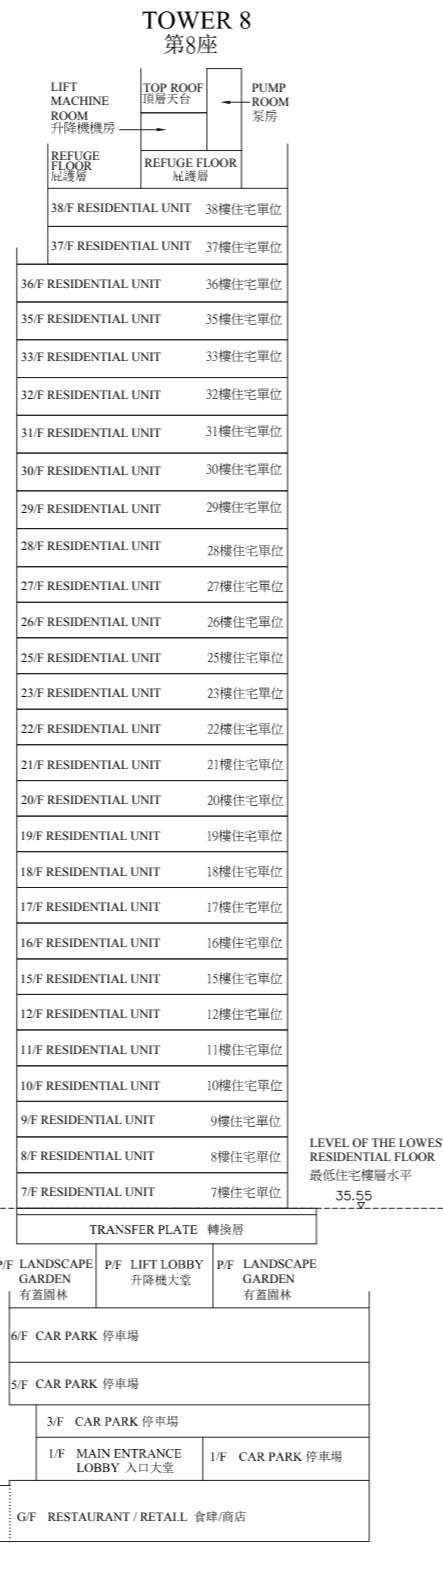 TOWER 8
第8座
LIFT
MACHINE
ROOM
升降機機房
TOP ROOF
頂層天台
PUMP
ROOM
泵房
REFUGE
FLOOR
庇護層
REFUGE FLOOR
庇護層
38/F RESIDENTIAL UNIT 38樓住宅單位
37/F RESIDENTIAL UNIT 37樓住宅單位
36/F RESIDENTIAL UNIT 36樓住宅單位
35/F RESIDENTIAL UNIT 35樓住宅單位
33/F RESIDENTIAL UNIT 33樓住宅單位
32/F RESIDENTIAL UNIT 32樓住宅單位
31/F RESIDENTIAL UNIT 31樓住宅單位
30/F RESIDENTIAL UNIT 30樓住宅單位
29/F RESIDENTIAL UNIT 29樓住宅單位
28/F RESIDENTIAL UNIT 28樓住宅單位
27/F RESIDENTIAL UNIT 27樓住宅單位
26/F RESIDENTIAL UNIT 26樓住宅單位
25/F RESIDENTIAL UNIT 25樓住宅單位
23/F RESIDENTIAL UNIT 23樓住宅單位
22/F RESIDENTIAL UNIT 22樓住宅單位
21/F RESIDENTIAL UNIT 21樓住宅單位
20/F RESIDENTIAL UNIT 20樓住宅單位
19/F RESIDENTIAL UNIT 19樓住宅單位
18/F RESIDENTIAL UNIT 18樓住宅單位
17/F RESIDENTIAL UNIT 17樓住宅單位
16/F RESIDENTIAL UNIT 16樓住宅單位
15/F RESIDENTIAL UNIT 15樓住宅單位
12/F RESIDENTIAL UNIT 12樓住宅單位
11/F RESIDENTIAL UNIT 11樓住宅單位
10/F RESIDENTIAL UNIT 10樓住宅單位
9/F RESIDENTIAL UNIT 9樓住宅單位
8/F RESIDENTIAL UNIT 8樓住宅單位
7/F RESIDENTIAL UNIT 7樓住宅單位
LEVEL OF THE LOWEST
RESIDENTIAL FLOOR
最低住宅樓層水平
35.55
TRANSFER PLATE 轉換層
P/F LANDSCAPE
GARDEN
有蓋園林
P/F LIFT LOBBY
升降機大堂
P/F LANDSCAPE
GARDEN
有蓋園林
6/F CAR PARK 停車場
5/F CAR PARK 停車場
3/F CAR PARK 停車場
1/F MAIN ENTRANCE
LOBBY 入口大堂
1/F CAR PARK 停車場
G/F RESTAURANT / RETALL 食肆/商店